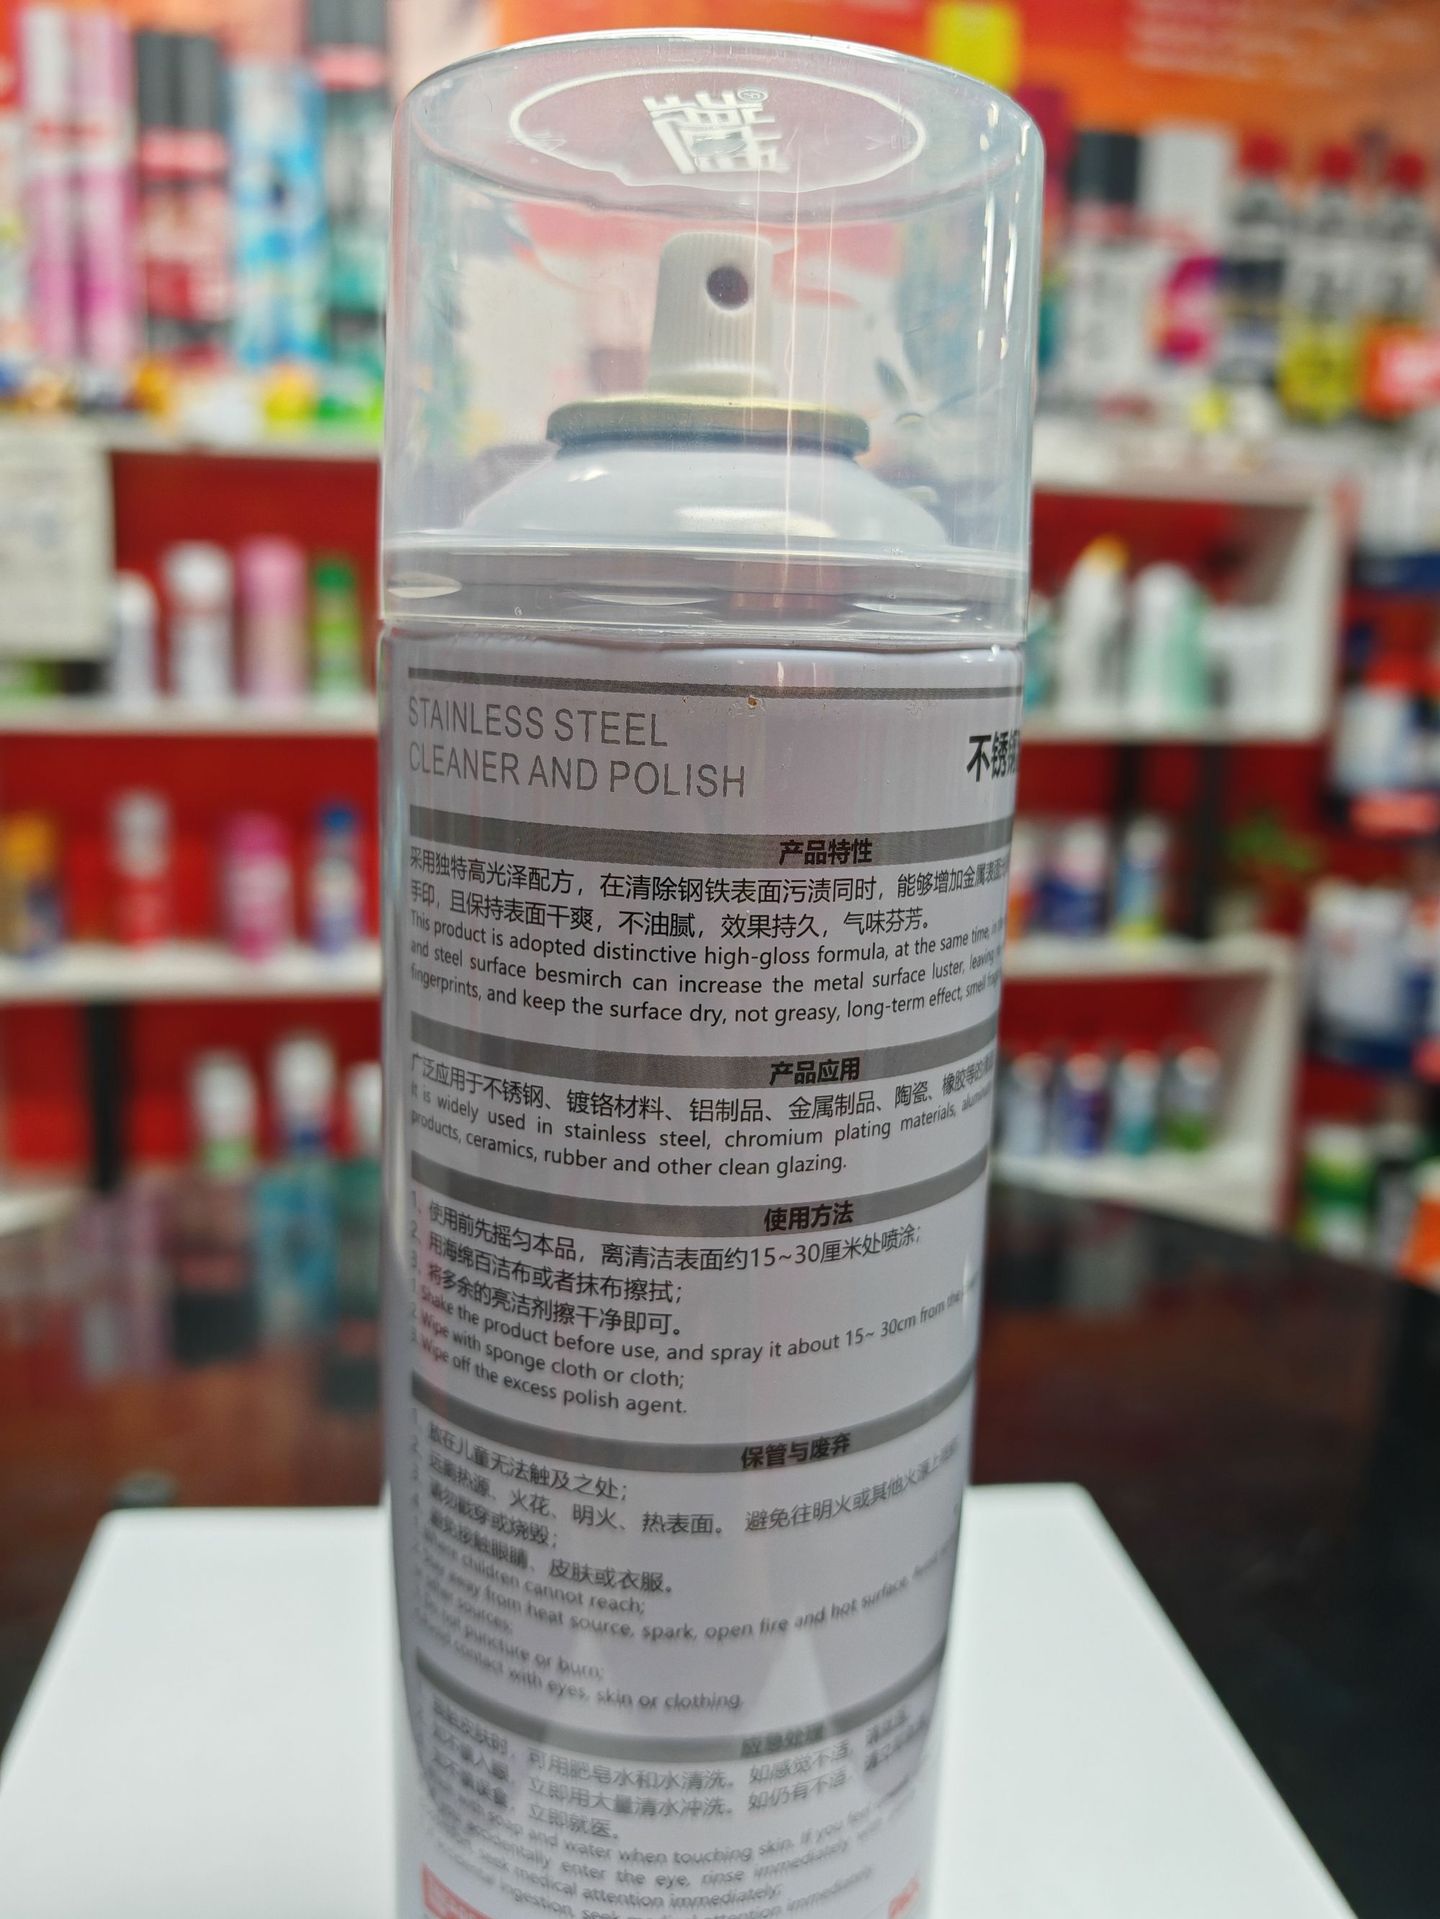 STAINLESS STEEL
CLEANER AND POLISH
不锈钢
产品特性
采用独特高光泽配方，在清除钢铁表面污渍同时，能够增加金属表面
手印，且保持表面干爽，不油腻，效果持久，气味芬芳。
This product is adopted distinctive high-gloss formula, at the same time, in
and steel surface besmirch can increase the metal surface luster, leaving
fingerprints, and keep the surface dry, not greasy, long-term effect, smell
产品应用
广泛应用于不锈钢、镀铬材料、铝制品、金属制品、陶瓷、橡胶等的
It is widely used in stainless steel, chromium plating materials,
products, ceramics, rubber and other clean glazing.
使用方法
1、使用前先摇匀本品，离清洁表面约15~30厘米处喷涂；
2、用海绵百洁布或者抹布擦拭；
3、将多余的亮洁剂擦干净即可。
1. Shake the product before use, and spray it about 15~ 30cm from the
2. Wipe with sponge cloth or cloth;
3. Wipe off the excess polish agent.
保管与废弃
1、放在儿童无法触及之处；
2、远离热源、火花、明火、热表面。 避免往明火或其他火源上
3、请勿戳穿或烧毁；
4、避免接触眼睛、皮肤或衣服。
Where children cannot reach;
away from heat source, spark, open fire and hot surface,
other sources;
Do not puncture or burn;
Avoid contact with eyes, skin or clothing
应急处理
皮肤时，可用肥皂水和水清洗。如感觉不适，
入眼，立即用大量清水冲洗。如仍有不适，
误食，立即就医。
with soap and water when touching skin. If you feel
accidentally enter the eye, rinse immediately with
seek medical attention immediately;
ingestion, seek medical attention immediately.